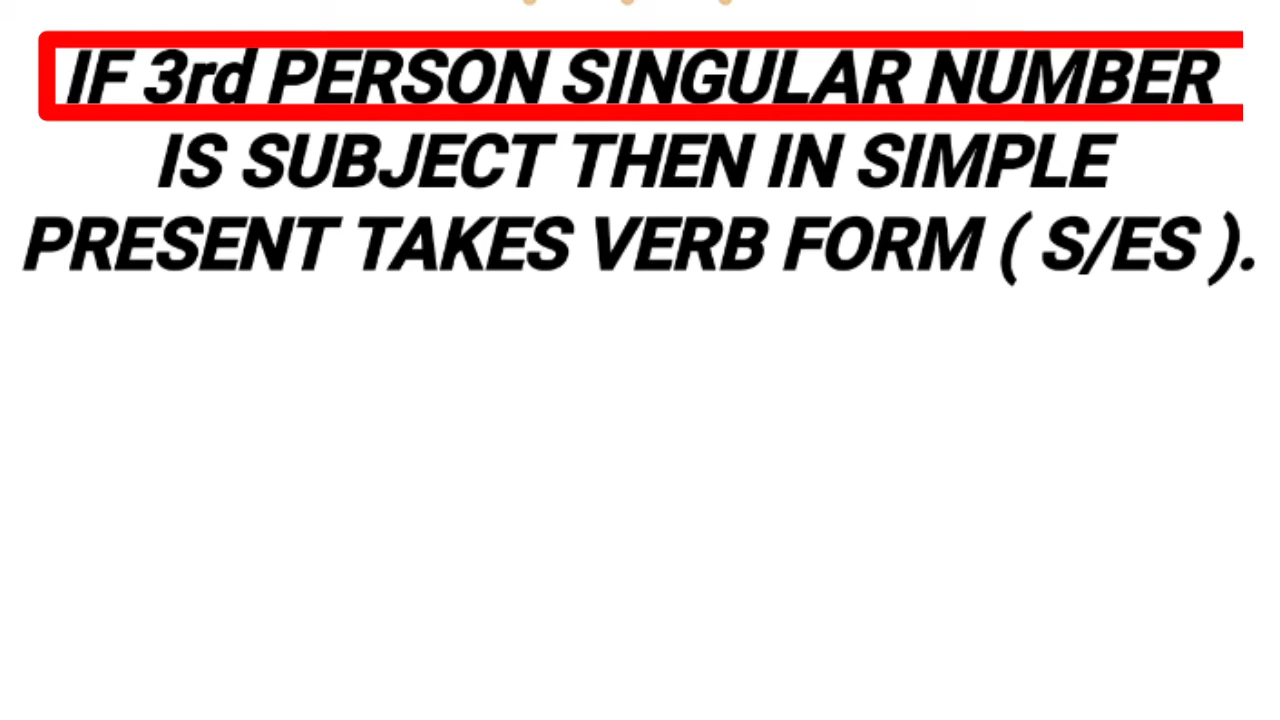 IF 3rd PERSON SINGULAR NUMBER
IS SUBJECT THEN IN SIMPLE
PRESENT TAKES VERB FORM ( S/ES ).